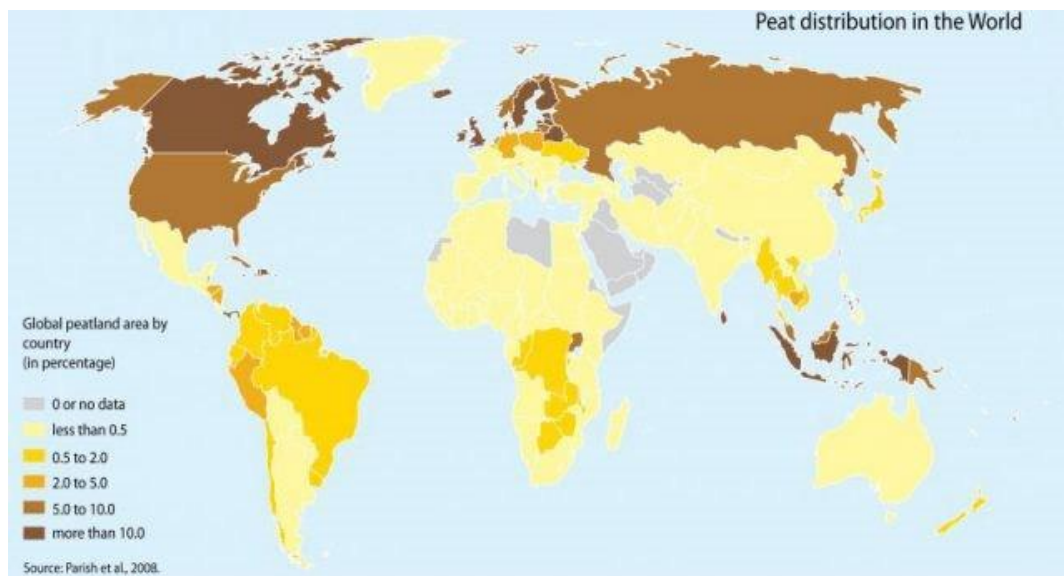 Peat distribution in the World
Global peatland area by
country
(in percentage)
0 or no data
less than 0.5
0.5 to 2.0
2.0 to 5.0
5.0 to 10.0
more than 10.0
Source: Parish et al., 2008.